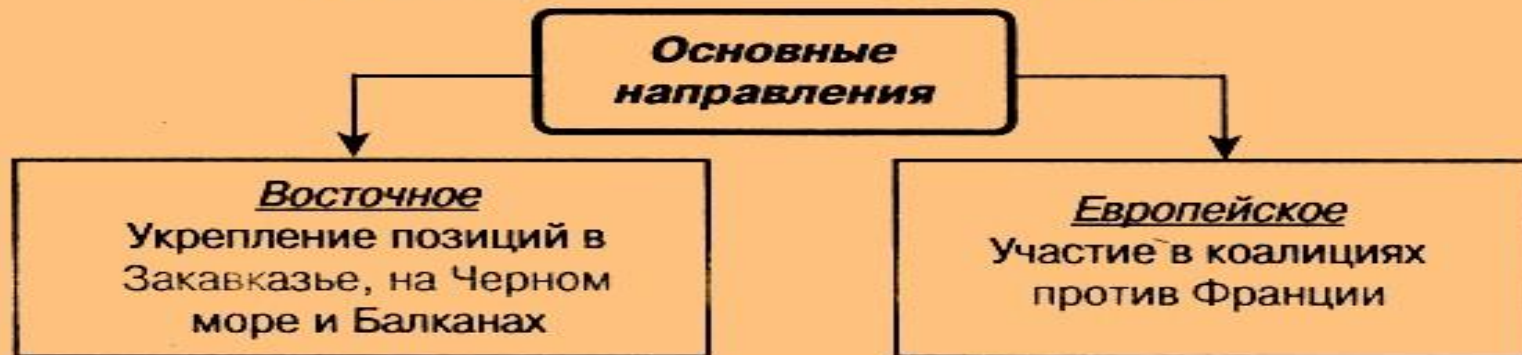 Основные
направления
Восточное
Укрепление позиций в
Закавказье, на Черном
море и Балканах
Европейское
Участие в коалициях
против Франции